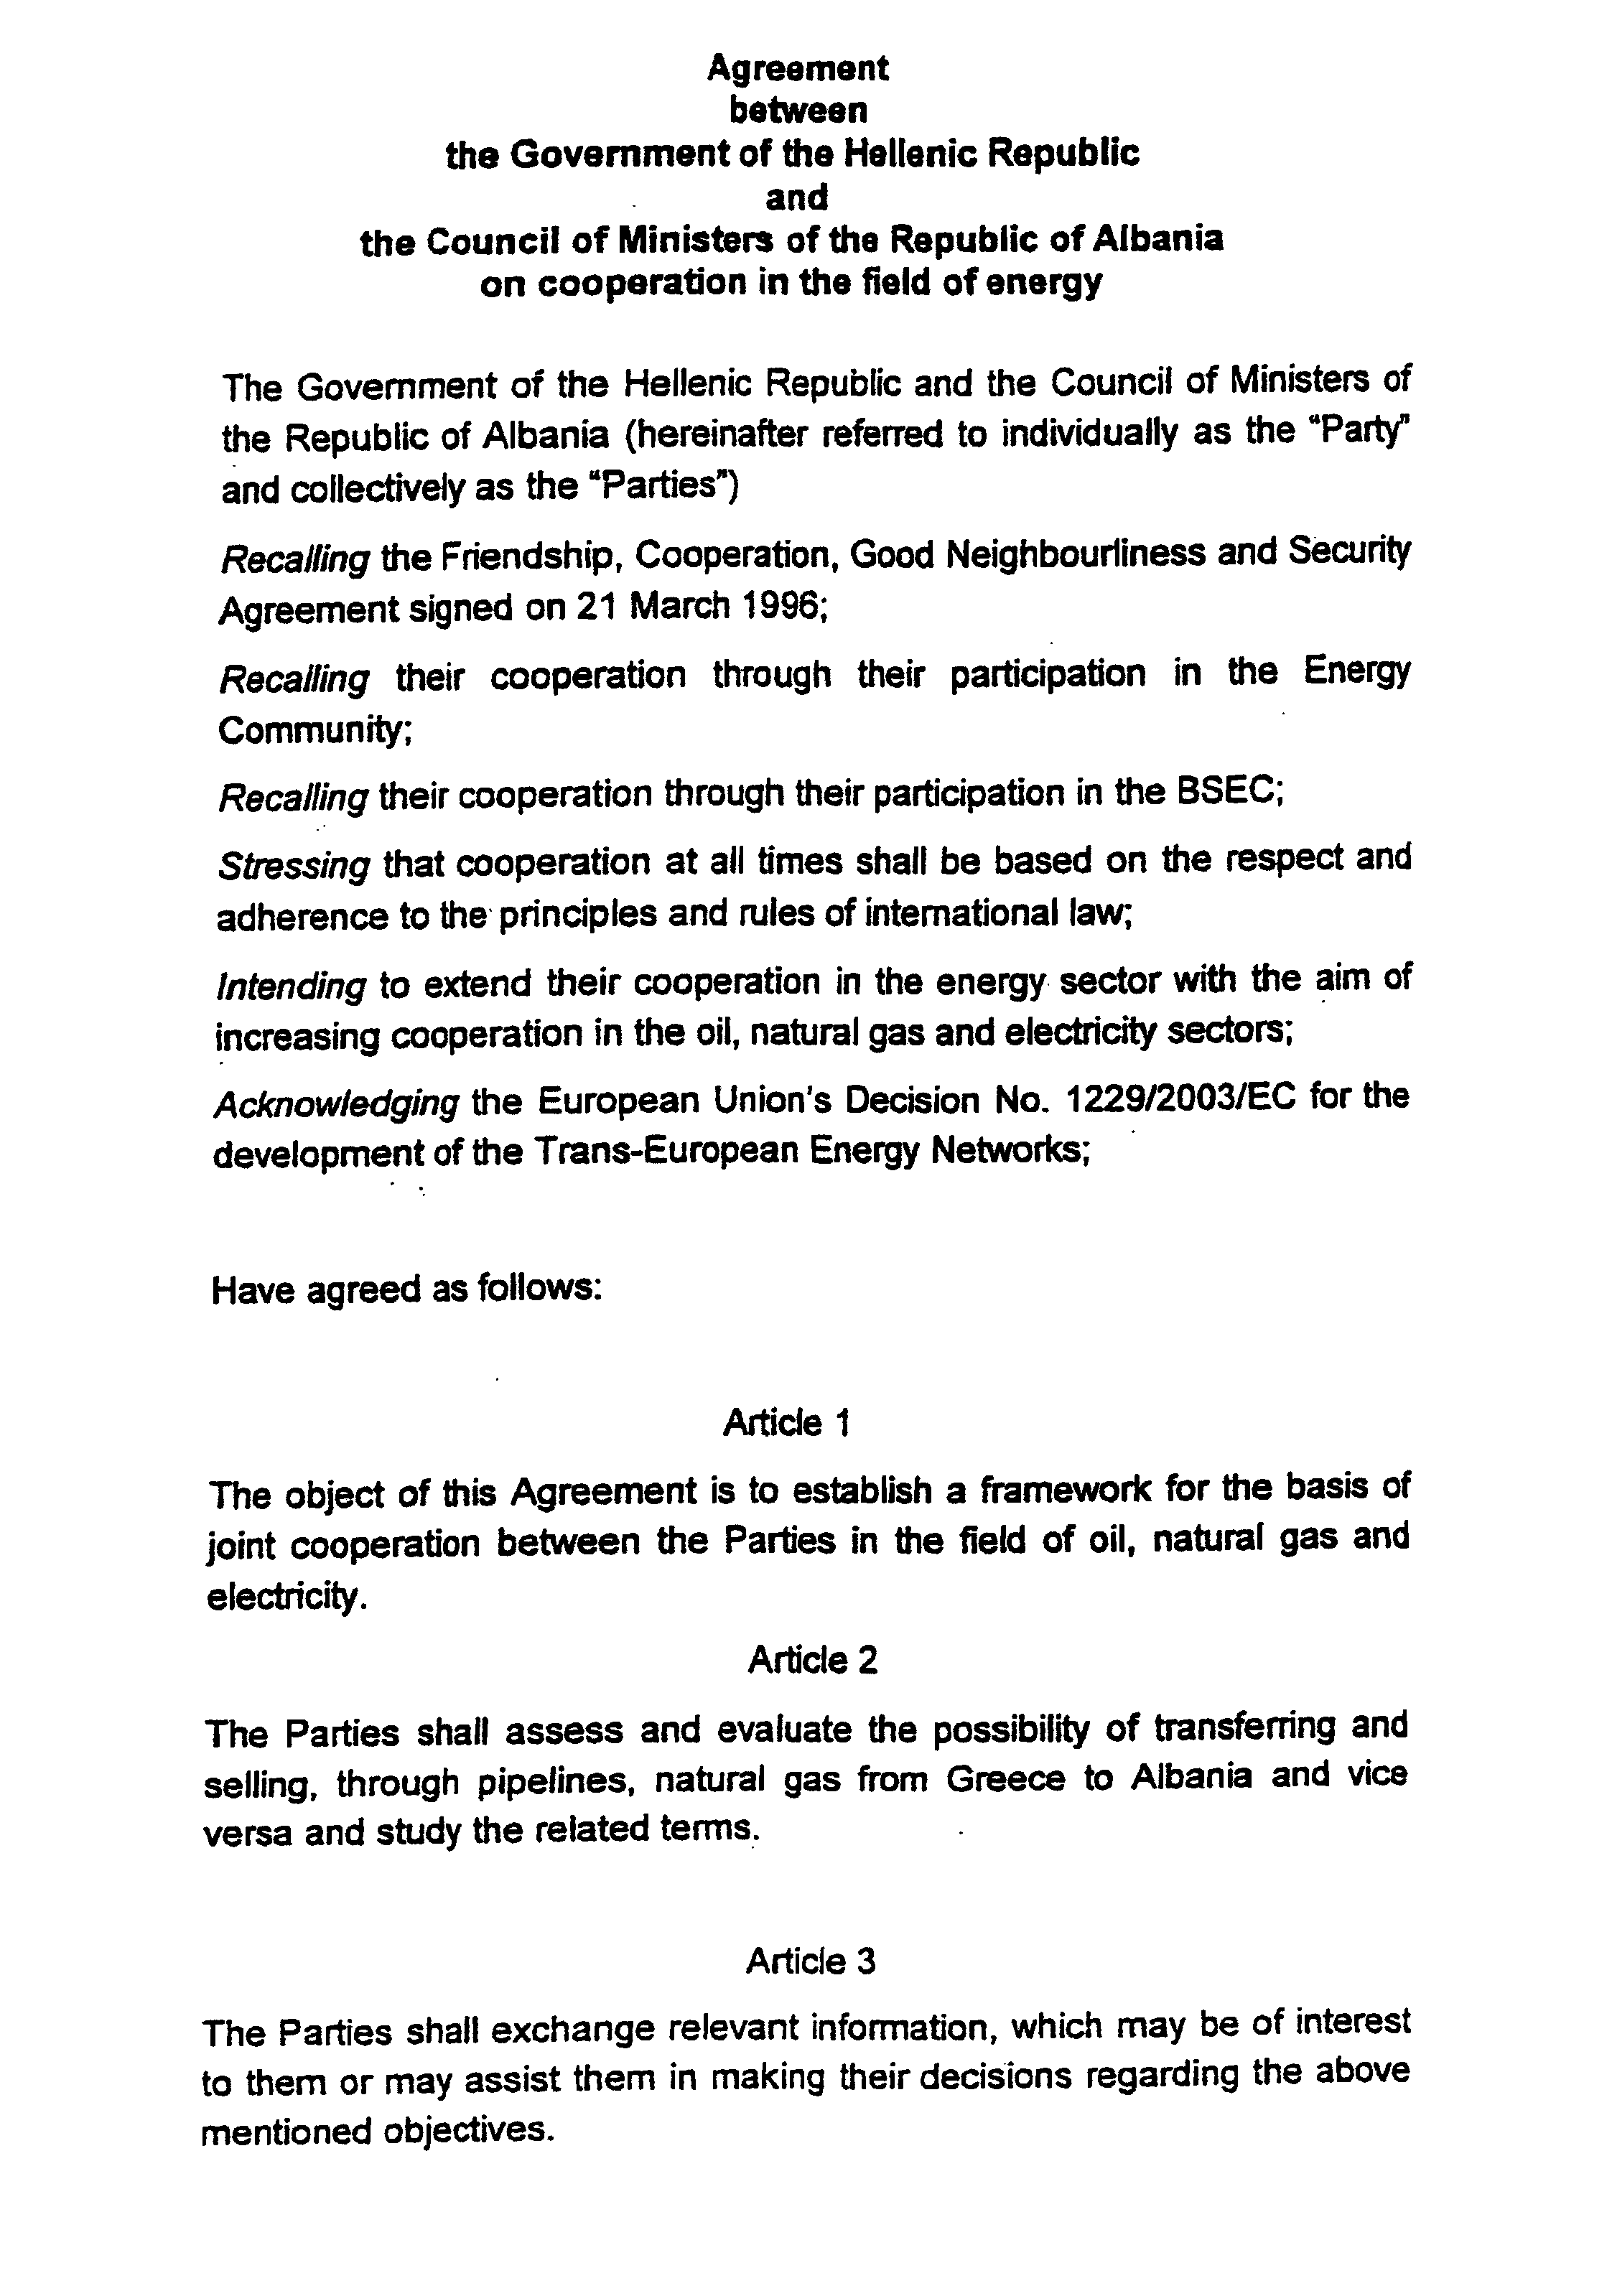 Agreement
between
the Government of the Hellenic Republic
and
the Council of Ministers of the Republic of Albania
on cooperation in the field of energy
The Government of the Hellenic Republic and the Council of Ministers of
the Republic of Albania (hereinafter referred to individually as the “Party”
and collectively as the “Parties”)
Recalling the Friendship, Cooperation, Good Neighbourliness and Security
Agreement signed on 21 March 1996;
Recalling their cooperation through their participation in the Energy
Community;
Recalling their cooperation through their participation in the BSEC;
Stressing that cooperation at all times shall be based on the respect and
adherence to the principles and rules of international law;
Intending to extend their cooperation in the energy sector with the aim of
increasing cooperation in the oil, natural gas and electricity sectors;
Acknowledging the European Union's Decision No. 1229/2003/EC for the
development of the Trans-European Energy Networks;
Have agreed as follows:
Article 1
The object of this Agreement is to establish a framework for the basis of
joint cooperation between the Parties in the field of oil, natural gas and
electricity.
Article 2
The Parties shall assess and evaluate the possibility of transferring and
selling, through pipelines, natural gas from Greece to Albania and vice
versa and study the related terms.
Article 3
The Parties shall exchange relevant information, which may be of interest
to them or may assist them in making their decisions regarding the above
mentioned objectives.